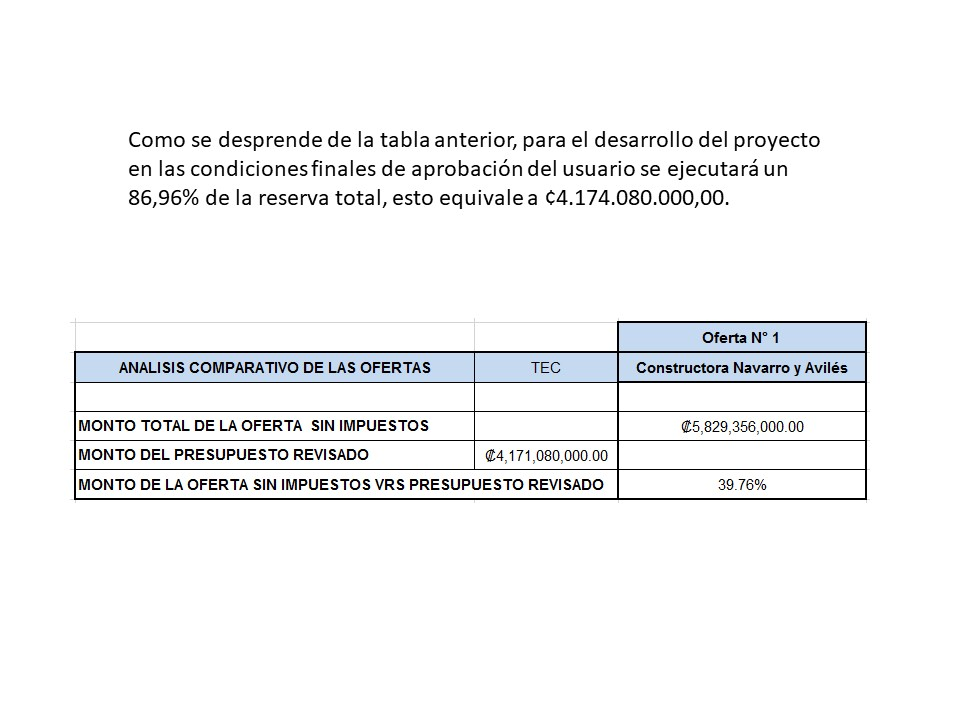 Como se desprende de la tabla anterior, para el desarrollo del proyecto
en las condiciones finales de aprobación del usuario se ejecutará un
86,96% de la reserva total, esto equivale a ¢4.174.080.000,00.
Oferta N° 1
ANALISIS COMPARATIVO DE LAS OFERTAS TEC Constructora Navarro y Avilés
MONTO TOTAL DE LA OFERTA SIN IMPUESTOS ₡5,829,356,000.00
MONTO DEL PRESUPUESTO REVISADO ₡4,171,080,000.00
MONTO DE LA OFERTA SIN IMPUESTOS VRS PRESUPUESTO REVISADO 39.76%